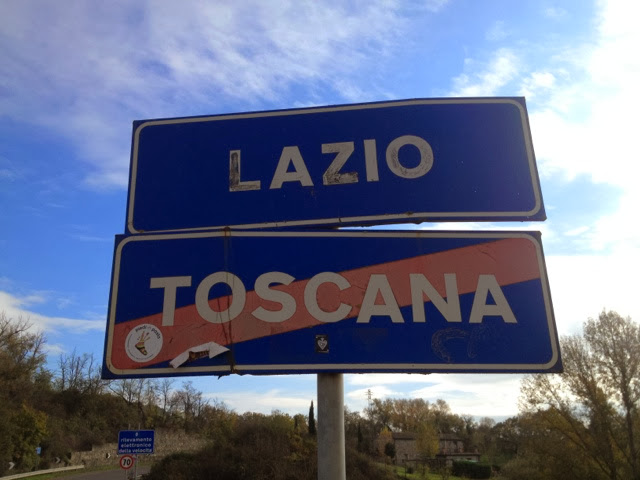 LAZIO
TOSCANA
rilevamento
elettronico
della velocità
70